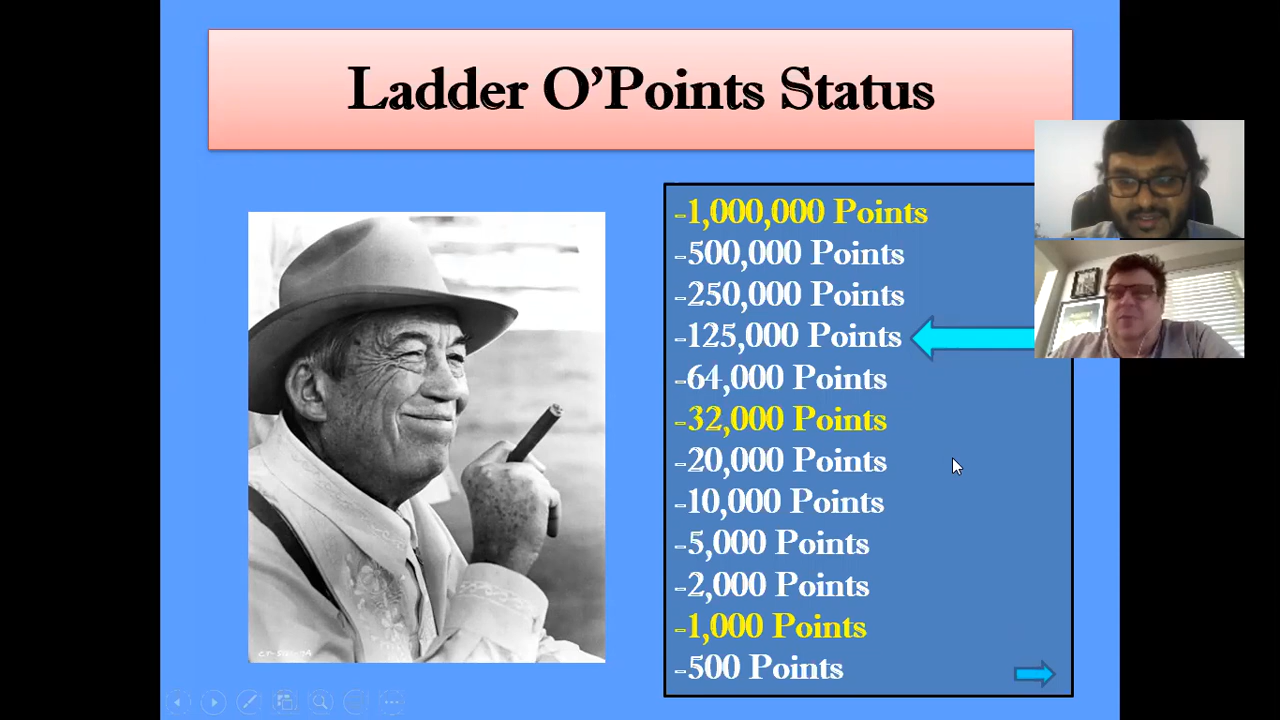 Ladder O'Points Status
-1,000,000 Points
-500,000 Points
-250,000 Points
-125,000 Points
-64,000 Points
-32,000 Points
-20,000 Points
-10,000 Points
-5,000 Points
-2,000 Points
-1,000 Points
-500 Points